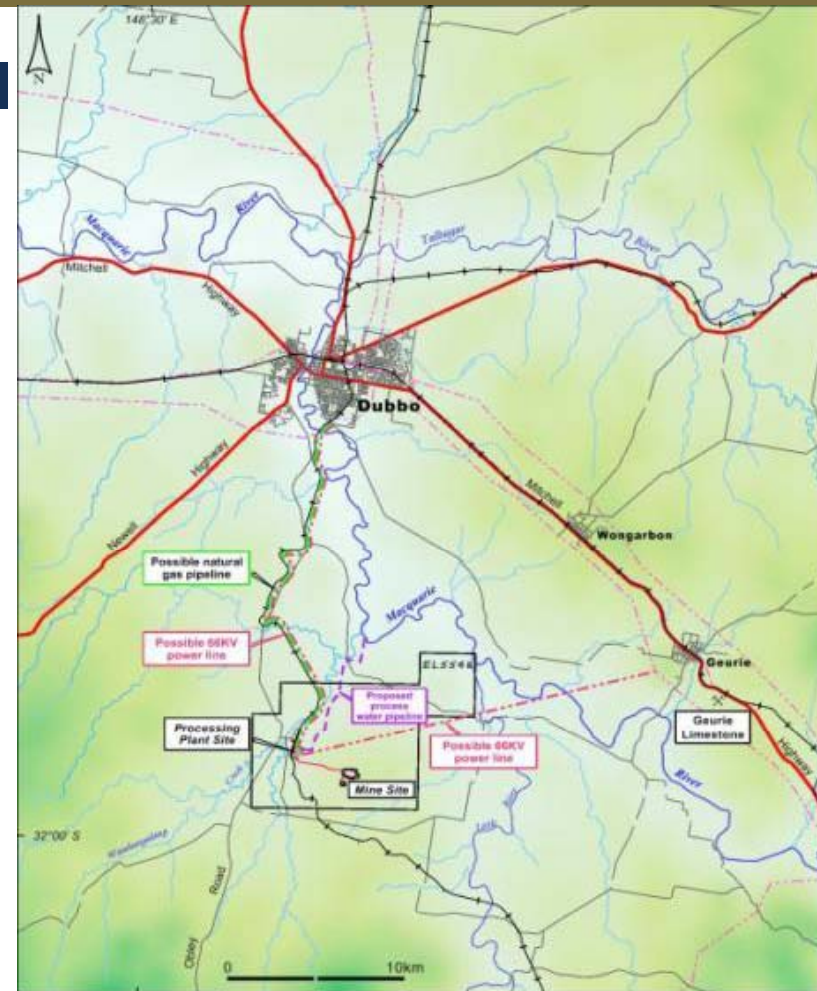 148°30' E
N
Macquarie
River
Talbragar
River
Mitchell
Highway
Dubbo
Newell
Highway
Mitchell
Wongarbon
Possible natural
gas pipeline
Macquarie
Possible 66KV
power line
EL5548
Geurie
Proposed
process
water pipeline
Processing
Plant Site
Possible 66KV
power line
Geurie
Limestone
Highway
Mine Site
River
Creek
32°00' S
Road
Obley
0
10km